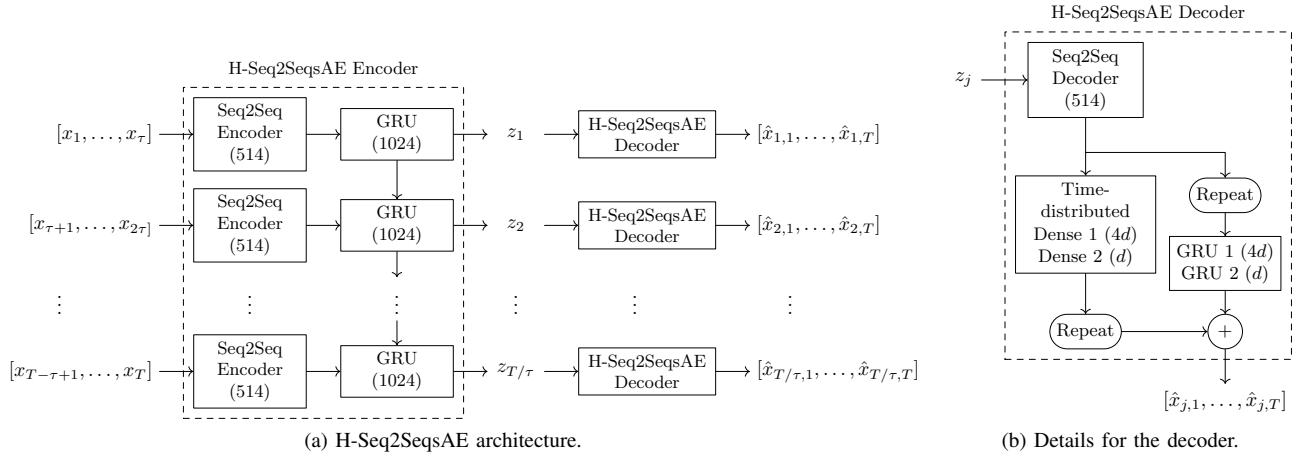 H-Seq2SeqsAE Encoder
[x_1, . . . , x_τ]
Seq2Seq
Encoder
(514)
GRU
(1024)
z_1
H-Seq2SeqsAE
Decoder
[x̂_{1,1}, . . . , x̂_{1,T}]
[x_{τ+1}, . . . , x_{2τ]}
Seq2Seq
Encoder
(514)
GRU
(1024)
z_2
H-Seq2SeqsAE
Decoder
[x̂_{2,1}, . . . , x̂_{2,T}]
⋮ ⋮ ⋮ ⋮ ⋮ ⋮
[x_{T−τ+1}, . . . , x_T]
Seq2Seq
Encoder
(514)
GRU
(1024)
z_{T/τ}
H-Seq2SeqsAE
Decoder
[x̂_{T/τ,1}, . . . , x̂_{T/τ,T}]
(a) H-Seq2SeqsAE architecture.
H-Seq2SeqsAE Decoder
z_j
Seq2Seq
Decoder
(514)
Time-
distributed
Dense 1 (4d)
Dense 2 (d)
Repeat
GRU 1 (4d)
GRU 2 (d)
Repeat
+
[x̂_{j,1}, . . . , x̂_{j,T}]
(b) Details for the decoder.